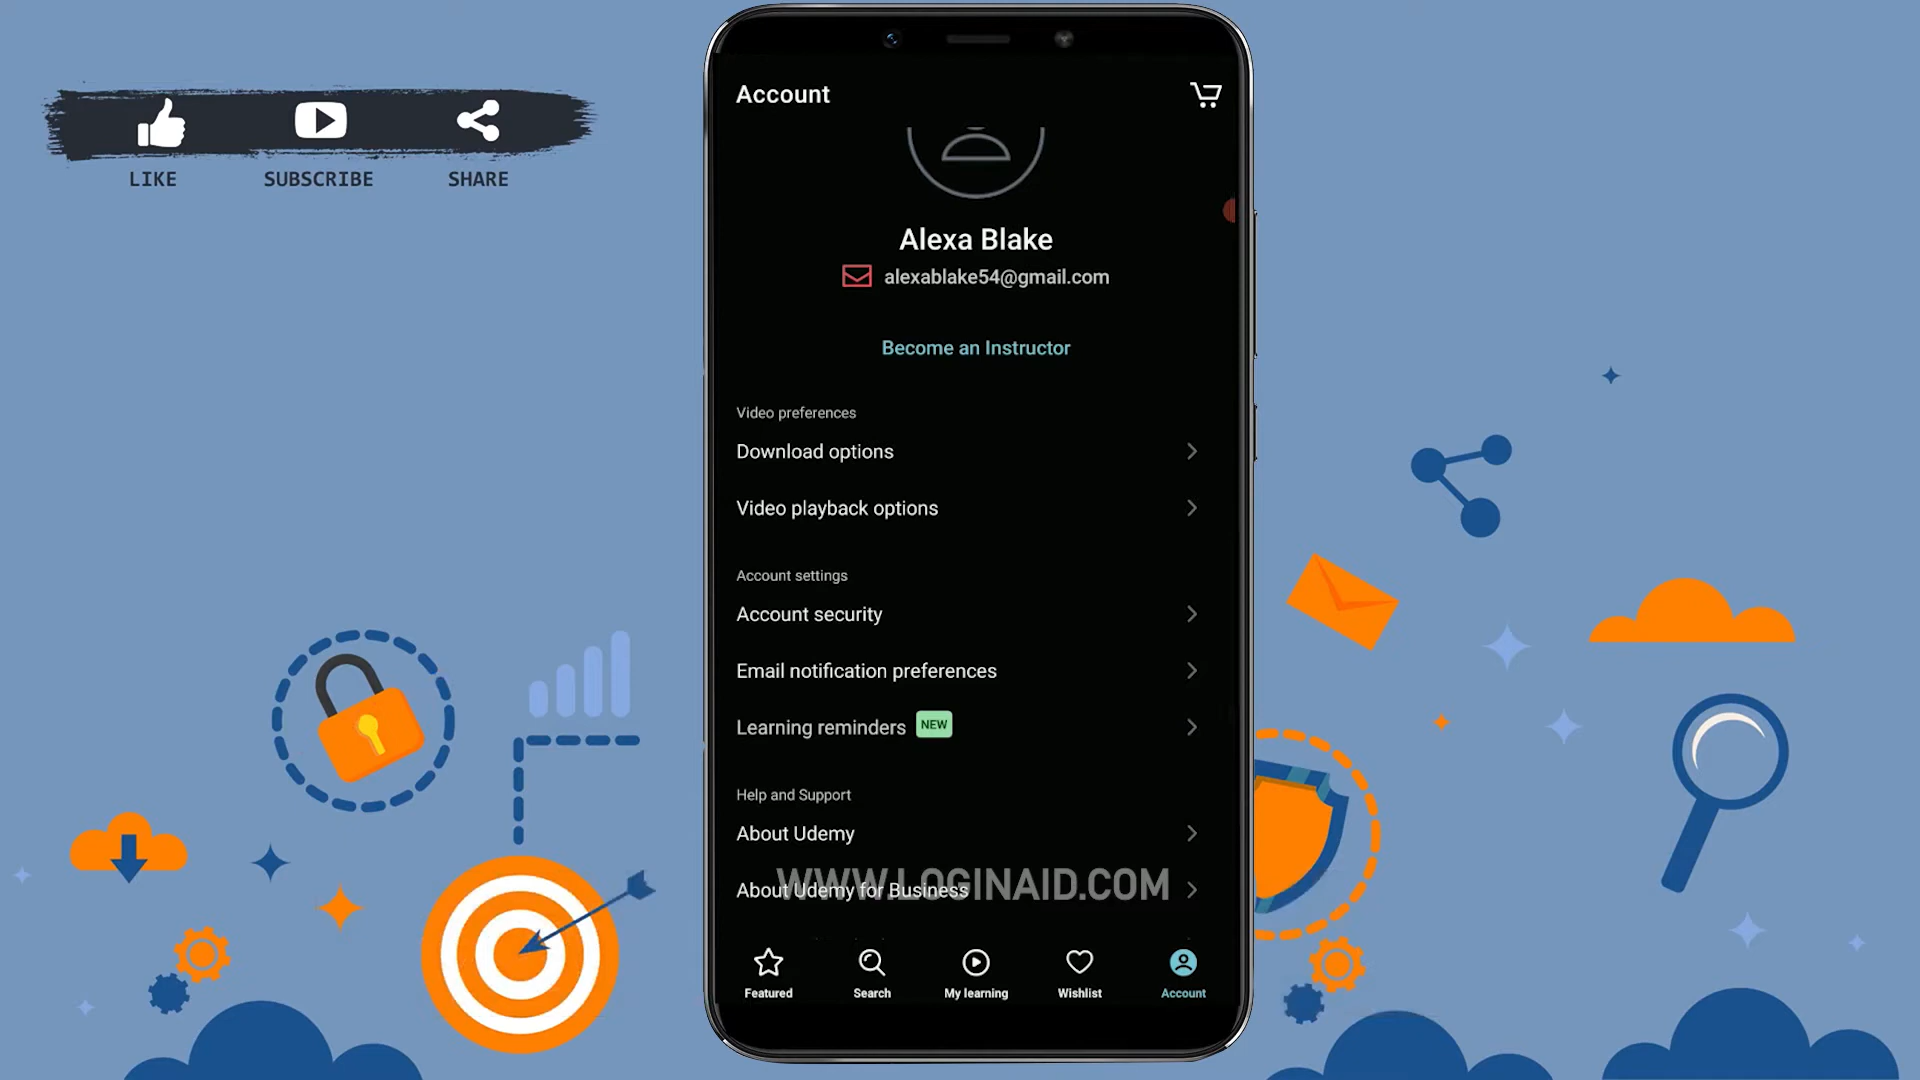 LIKE
SUBSCRIBE
SHARE
Account
Alexa Blake
alexablake54@gmail.com
Become an Instructor
Video preferences
Download options
Video playback options
Account settings
Account security
Email notification preferences
Learning reminders NEW
Help and Support
About Udemy
About Udemy for Business
WWW.LOGINAID.COM
Featured
Search
My learning
Wishlist
Account